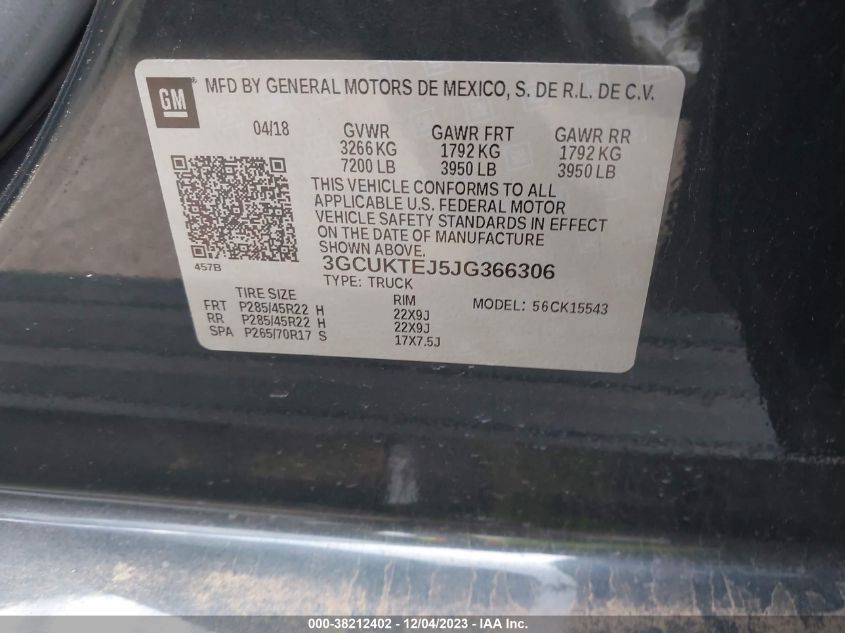 GM ® MFD BY GENERAL MOTORS DE MEXICO, S. DE R.L. DE C.V.
04/18 GVWR GAWR FRT GAWR RR
3266 KG 1792 KG 1792 KG
7200 LB 3950 LB 3950 LB
THIS VEHICLE CONFORMS TO ALL
APPLICABLE U.S. FEDERAL MOTOR
VEHICLE SAFETY STANDARDS IN EFFECT
ON THE DATE OF MANUFACTURE
SHOWN ABOVE.
457B 3GCUKTEJ5JG366306
TYPE: TRUCK
TIRE SIZE RIM MODEL: 56CK15543
FRT P285/45R22 H 22X9J
RR P285/45R22 H 22X9J
SPA P265/70R17 S 17X7.5J
000-38212402 - 12/04/2023 - IAA Inc.